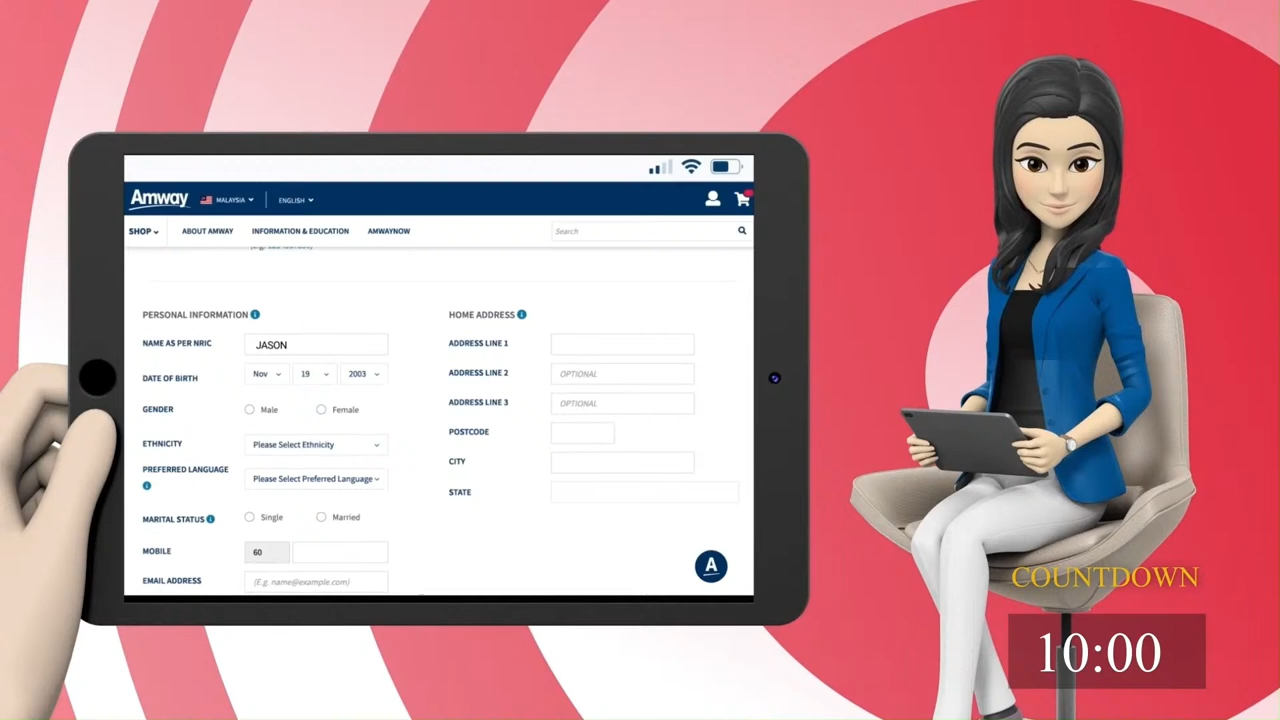 Amway
MALAYSIA
ENGLISH
SHOP
ABOUT AMWAY
INFORMATION & EDUCATION
AMWAYNOW
Search
PERSONAL INFORMATION
NAME AS PER NRIC
JASON
DATE OF BIRTH
Nov 19 2003
GENDER
Male Female
ETHNICITY
Please Select Ethnicity
PREFERRED LANGUAGE
Please Select Preferred Language
MARITAL STATUS
Single Married
MOBILE
60
EMAIL ADDRESS
(E.g. name@example.com)
HOME ADDRESS
ADDRESS LINE 1
ADDRESS LINE 2
OPTIONAL
ADDRESS LINE 3
OPTIONAL
POSTCODE
CITY
STATE
A
COUNTDOWN
10:00